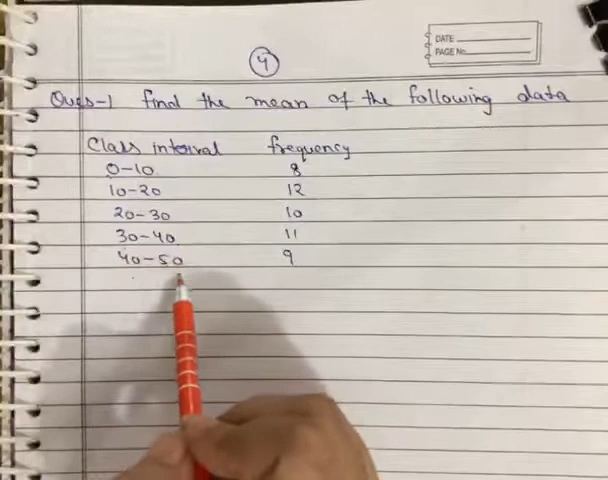 4
DATE
PAGE No.
Ques-1 find the mean of the following data
Class interval frequency
0-10 8
10-20 12
20-30 10
30-40 11
40-50 9